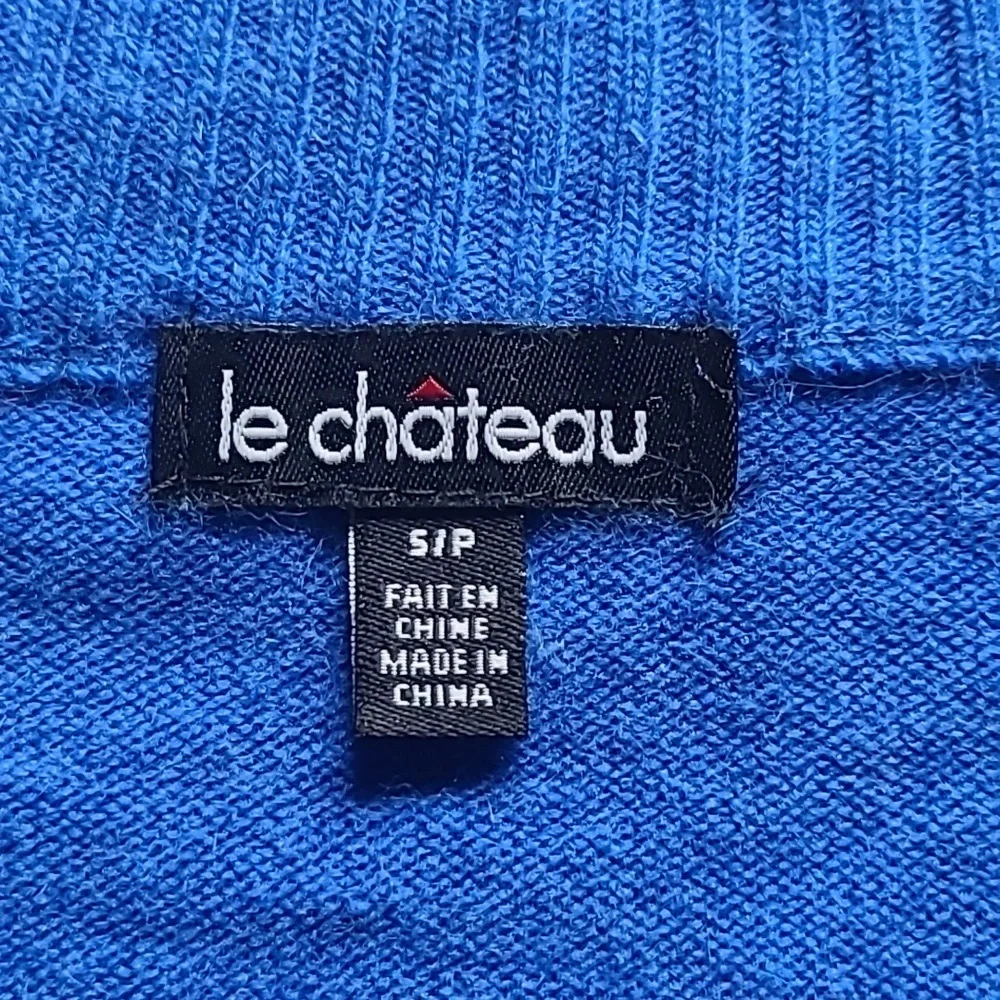 le château
S/P
FAIT EN
CHINE
MADE IN
CHINA